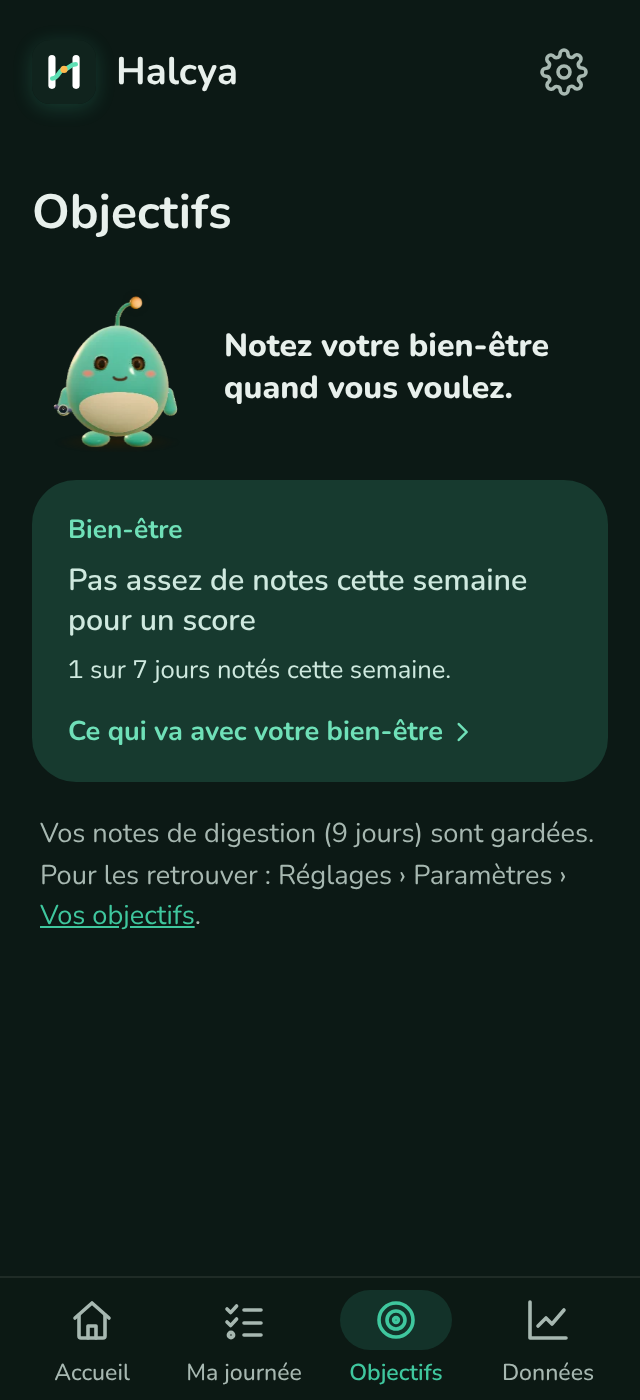 Halcya
Objectifs
Notez votre bien-être
quand vous voulez.
Bien-être
Pas assez de notes cette semaine
pour un score
1 sur 7 jours notés cette semaine.
Ce qui va avec votre bien-être ›
Vos notes de digestion (9 jours) sont gardées.
Pour les retrouver : Réglages › Paramètres ›
Vos objectifs.
Accueil
Ma journée
Objectifs
Données